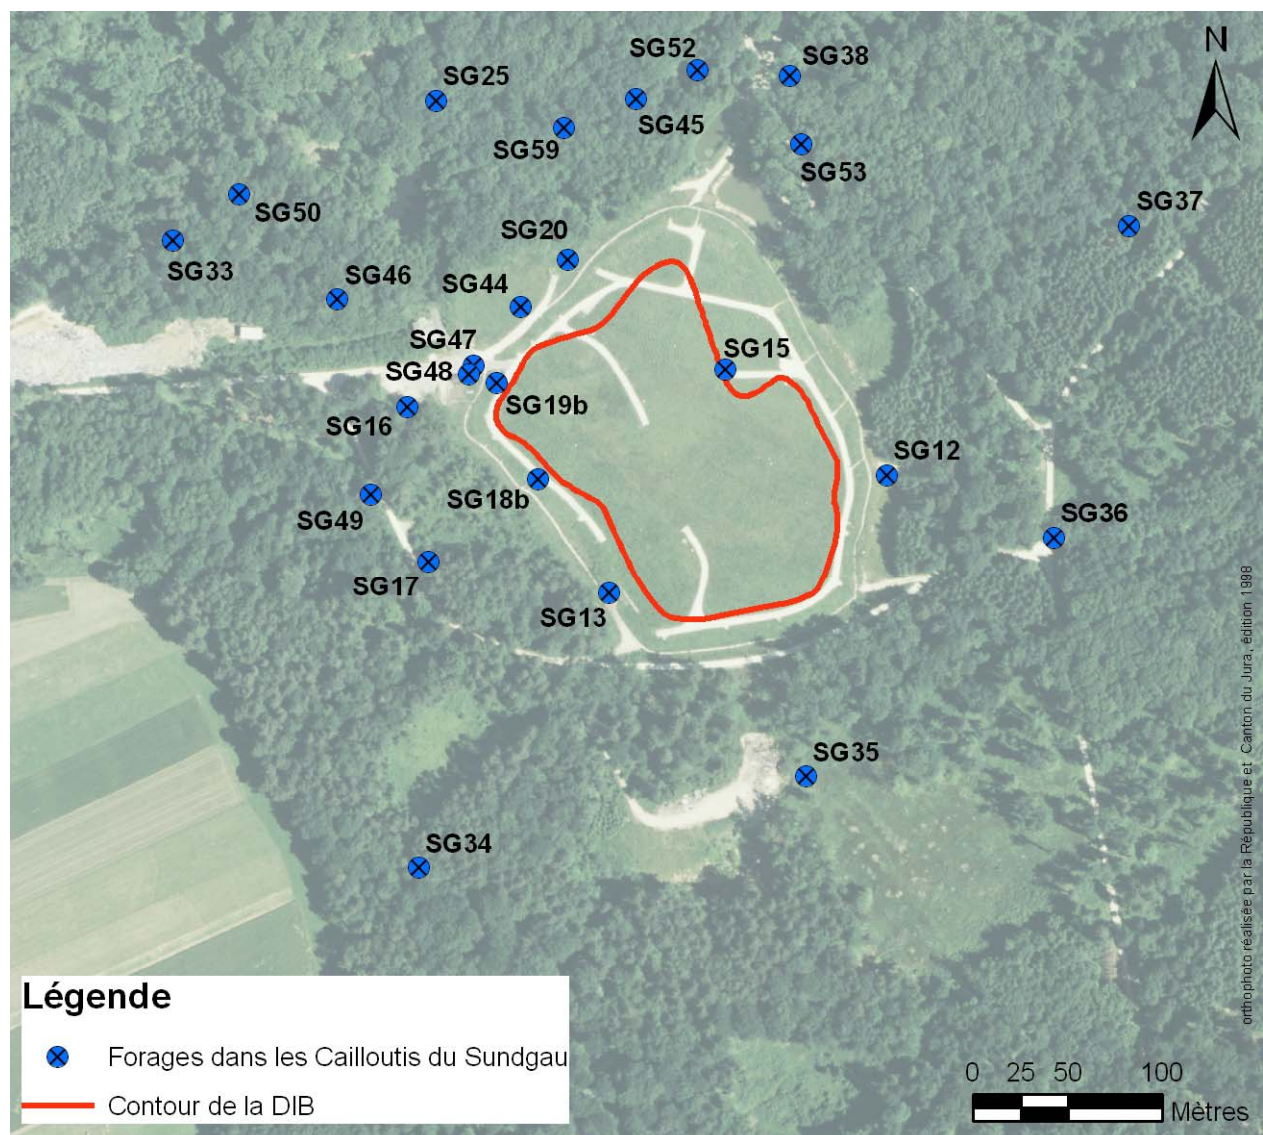 N
SG52
SG38
SG25
SG45
SG59
SG53
SG37
SG50
SG20
SG33
SG46
SG44
SG47
SG15
SG48
SG19b
SG16
SG12
SG18b
SG49
SG36
SG17
SG13
SG35
SG34
orthophoto réalisée par la République et Canton du Jura, édition 1998
Légende
Forages dans les Cailloutis du Sundgau
Contour de la DIB
0 25 50 100
Mètres